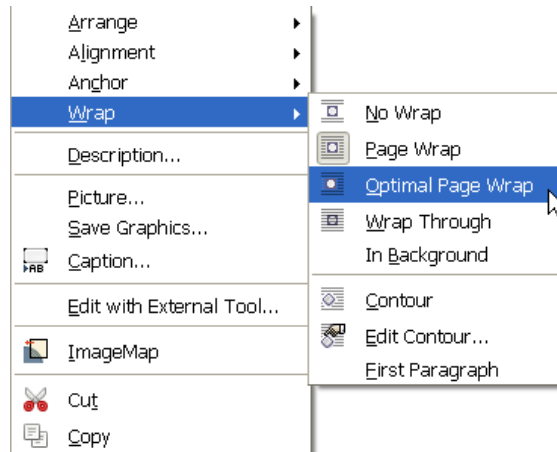 Arrange
Alignment
Anchor
Wrap
Description...
Picture...
Save Graphics...
Caption...
Edit with External Tool...
ImageMap
Cut
Copy
No Wrap
Page Wrap
Optimal Page Wrap
Wrap Through
In Background
Contour
Edit Contour...
First Paragraph